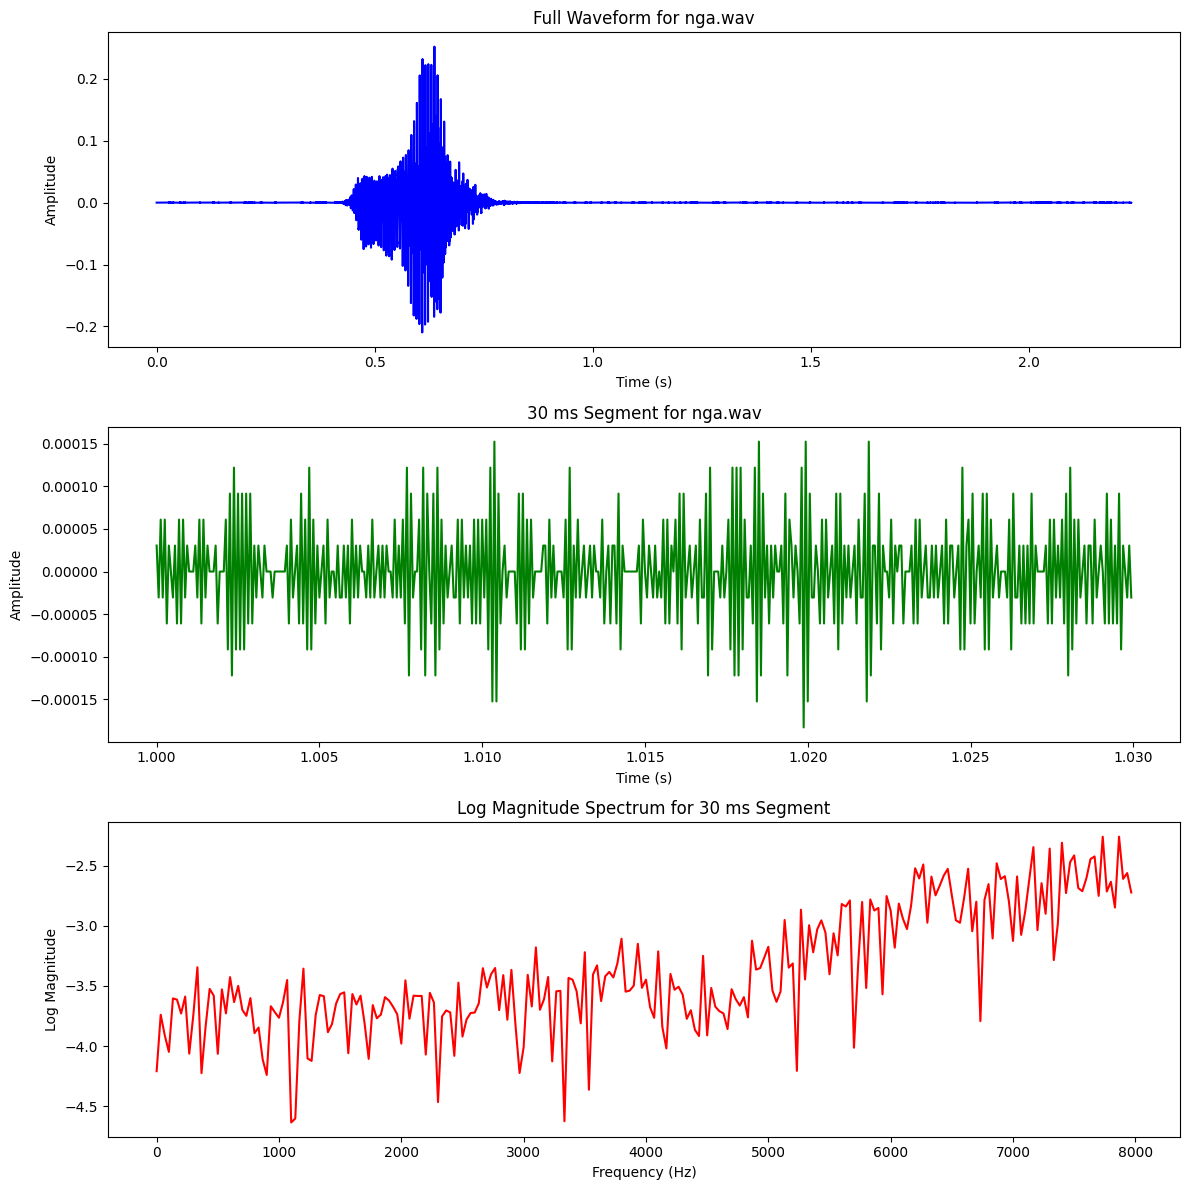 Full Waveform for nga.wav
0.2
0.1
0.0
−0.1
−0.2
Amplitude
0.0 0.5 1.0 1.5 2.0
Time (s)
30 ms Segment for nga.wav
0.00015
0.00010
0.00005
0.00000
−0.00005
−0.00010
−0.00015
Amplitude
1.000 1.005 1.010 1.015 1.020 1.025 1.030
Time (s)
Log Magnitude Spectrum for 30 ms Segment
−2.5
−3.0
−3.5
−4.0
−4.5
Log Magnitude
0 1000 2000 3000 4000 5000 6000 7000 8000
Frequency (Hz)